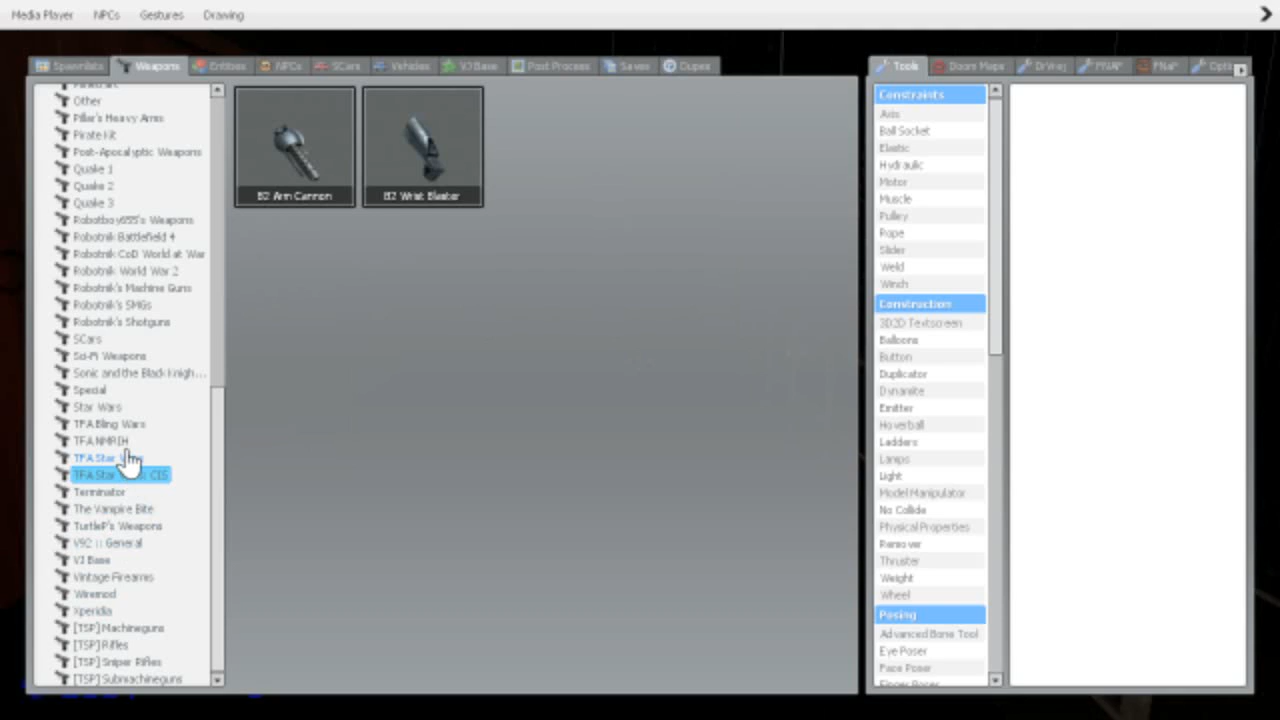 Media Player NPCs Gestures Drawing
Spawnlists Weapons Entities NPCs SCars Vehicles VJBase Post Process Saves Dupes
Other
Pillar's Heavy Arms
Pirate Kit
Post-Apocalyptic Weapons
Quake 1
Quake 2
Quake 3
Robotboy655's Weapons
Robotnik Battlefield 4
Robotnik CoD World at War
Robotnik World War 2
Robotnik's Machine Guns
Robotnik's SMGs
Robotnik's Shotguns
SCars
Sci-Fi Weapons
Sonic and the Black Knigh...
Special
Star Wars
TFA Bling Wars
TFA NMRIH
TFA Star
TFA Star CIS
Terminator
The Vampire Bite
TurtleP's Weapons
V92 :: General
VJ Base
Vintage Firearms
Wiremod
Xperidia
[TSP] Machineguns
[TSP] Rifles
[TSP] Sniper Rifles
[TSP] Submachineguns
B2 Arm Cannon
B2 Wrist Blaster
Tools Doom Maps DrVrej PNAP Optio
Constraints
Axis
Ball Socket
Elastic
Hydraulic
Motor
Muscle
Pulley
Rope
Slider
Weld
Winch
Construction
3D2D Textscreen
Balloons
Button
Duplicator
Dynamite
Emitter
Hoverball
Ladders
Lamps
Light
Model Manipulator
No Collide
Physical Properties
Remover
Thruster
Weight
Wheel
Posing
Advanced Bone Tool
Eye Poser
Face Poser
Finger Poser